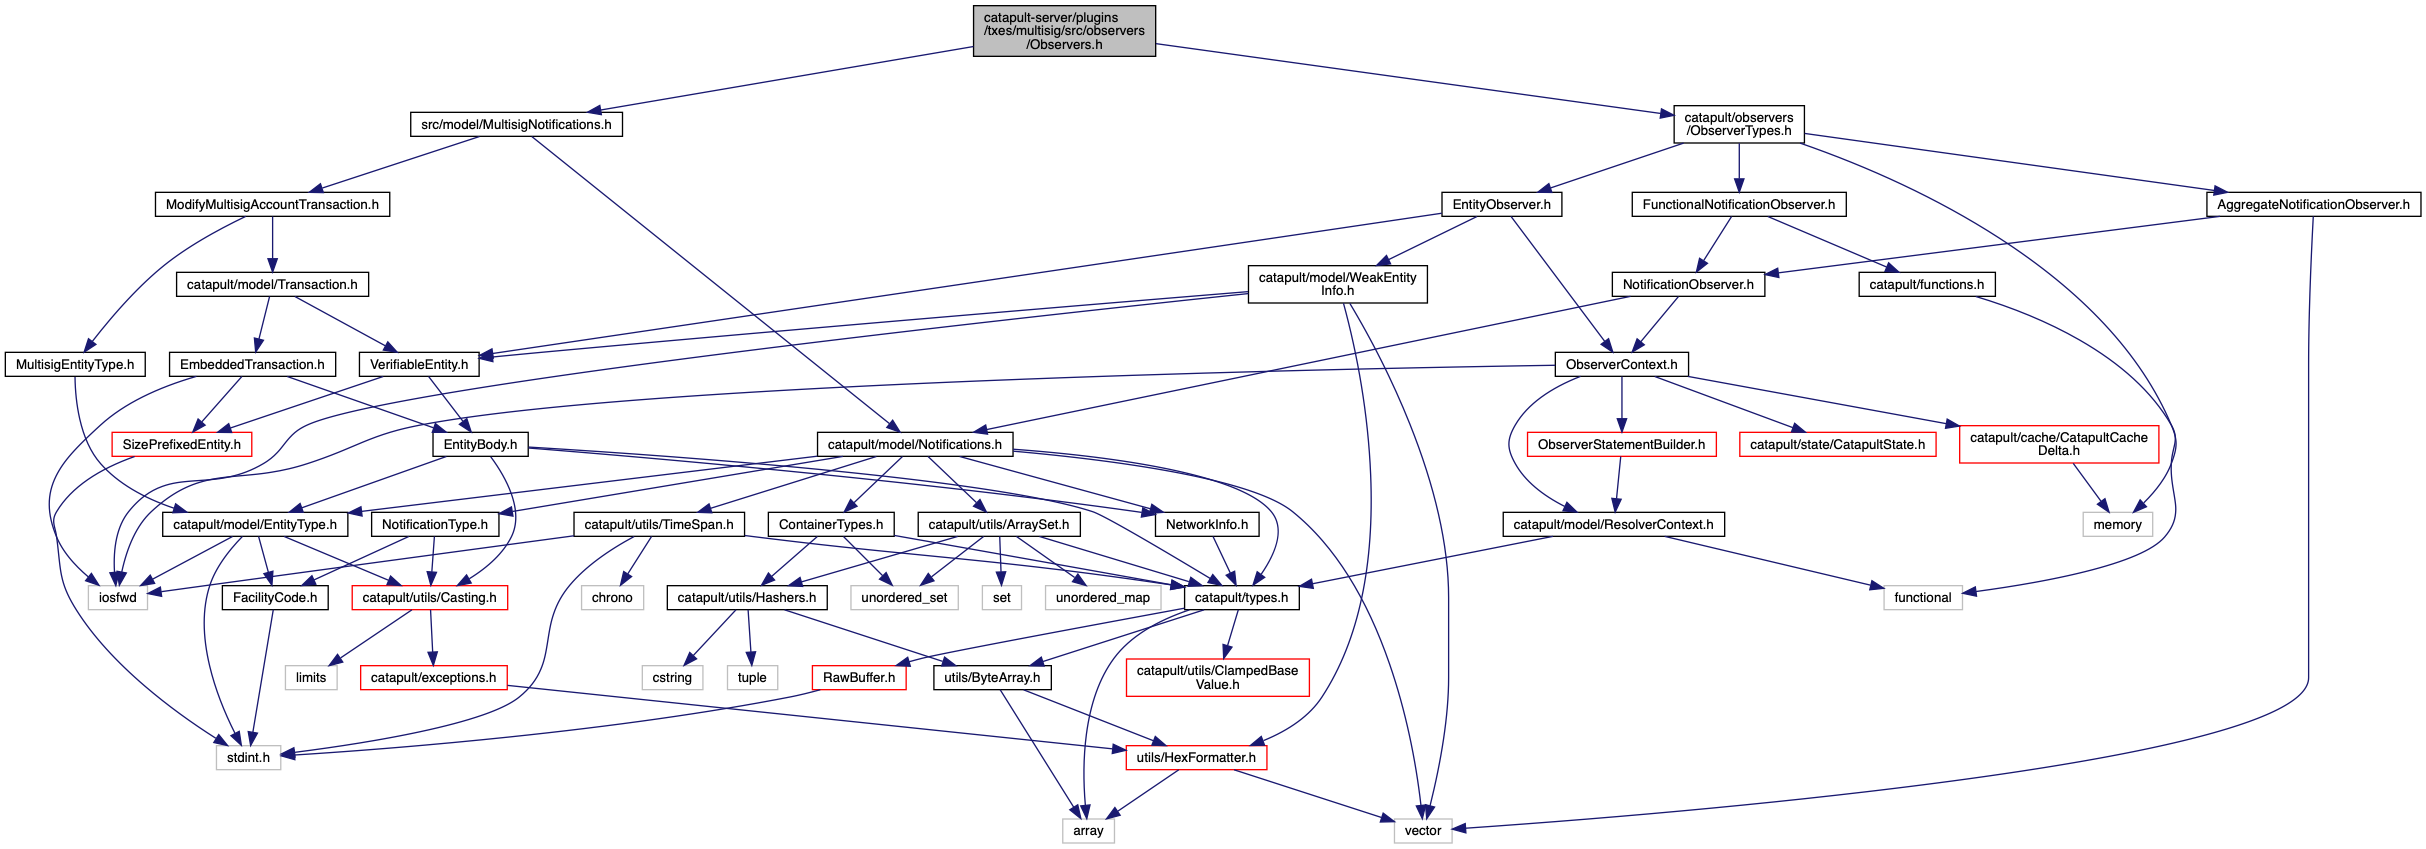 catapult-server/plugins
/txes/multisig/src/observers
/Observers.h
src/model/MultisigNotifications.h
catapult/observers
/ObserverTypes.h
ModifyMultisigAccountTransaction.h
EntityObserver.h
FunctionalNotificationObserver.h
AggregateNotificationObserver.h
catapult/model/Transaction.h
catapult/model/WeakEntity
Info.h
NotificationObserver.h
catapult/functions.h
MultisigEntityType.h
EmbeddedTransaction.h
VerifiableEntity.h
ObserverContext.h
SizePrefixedEntity.h
EntityBody.h
catapult/model/Notifications.h
ObserverStatementBuilder.h
catapult/state/CatapultState.h
catapult/cache/CatapultCache
Delta.h
catapult/model/EntityType.h
NotificationType.h
catapult/utils/TimeSpan.h
ContainerTypes.h
catapult/utils/ArraySet.h
NetworkInfo.h
catapult/model/ResolverContext.h
memory
iosfwd
FacilityCode.h
catapult/utils/Casting.h
chrono
catapult/utils/Hashers.h
unordered_set
set
unordered_map
catapult/types.h
functional
limits
catapult/exceptions.h
cstring
tuple
RawBuffer.h
utils/ByteArray.h
catapult/utils/ClampedBase
Value.h
stdint.h
utils/HexFormatter.h
array
vector